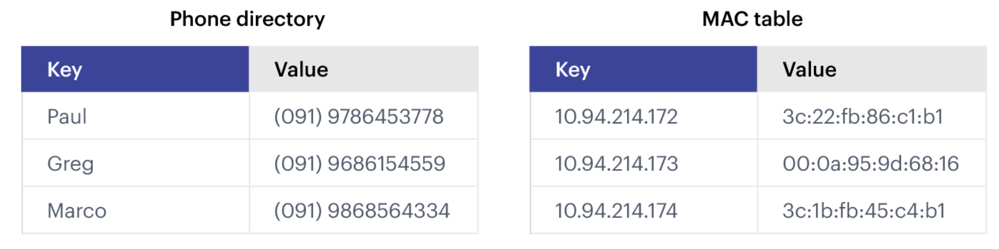 Phone directory
Key Value
Paul (091) 9786453778
Greg (091) 9686154559
Marco (091) 9868564334
MAC table
Key Value
10.94.214.172 3c:22:fb:86:c1:b1
10.94.214.173 00:0a:95:9d:68:16
10.94.214.174 3c:1b:fb:45:c4:b1